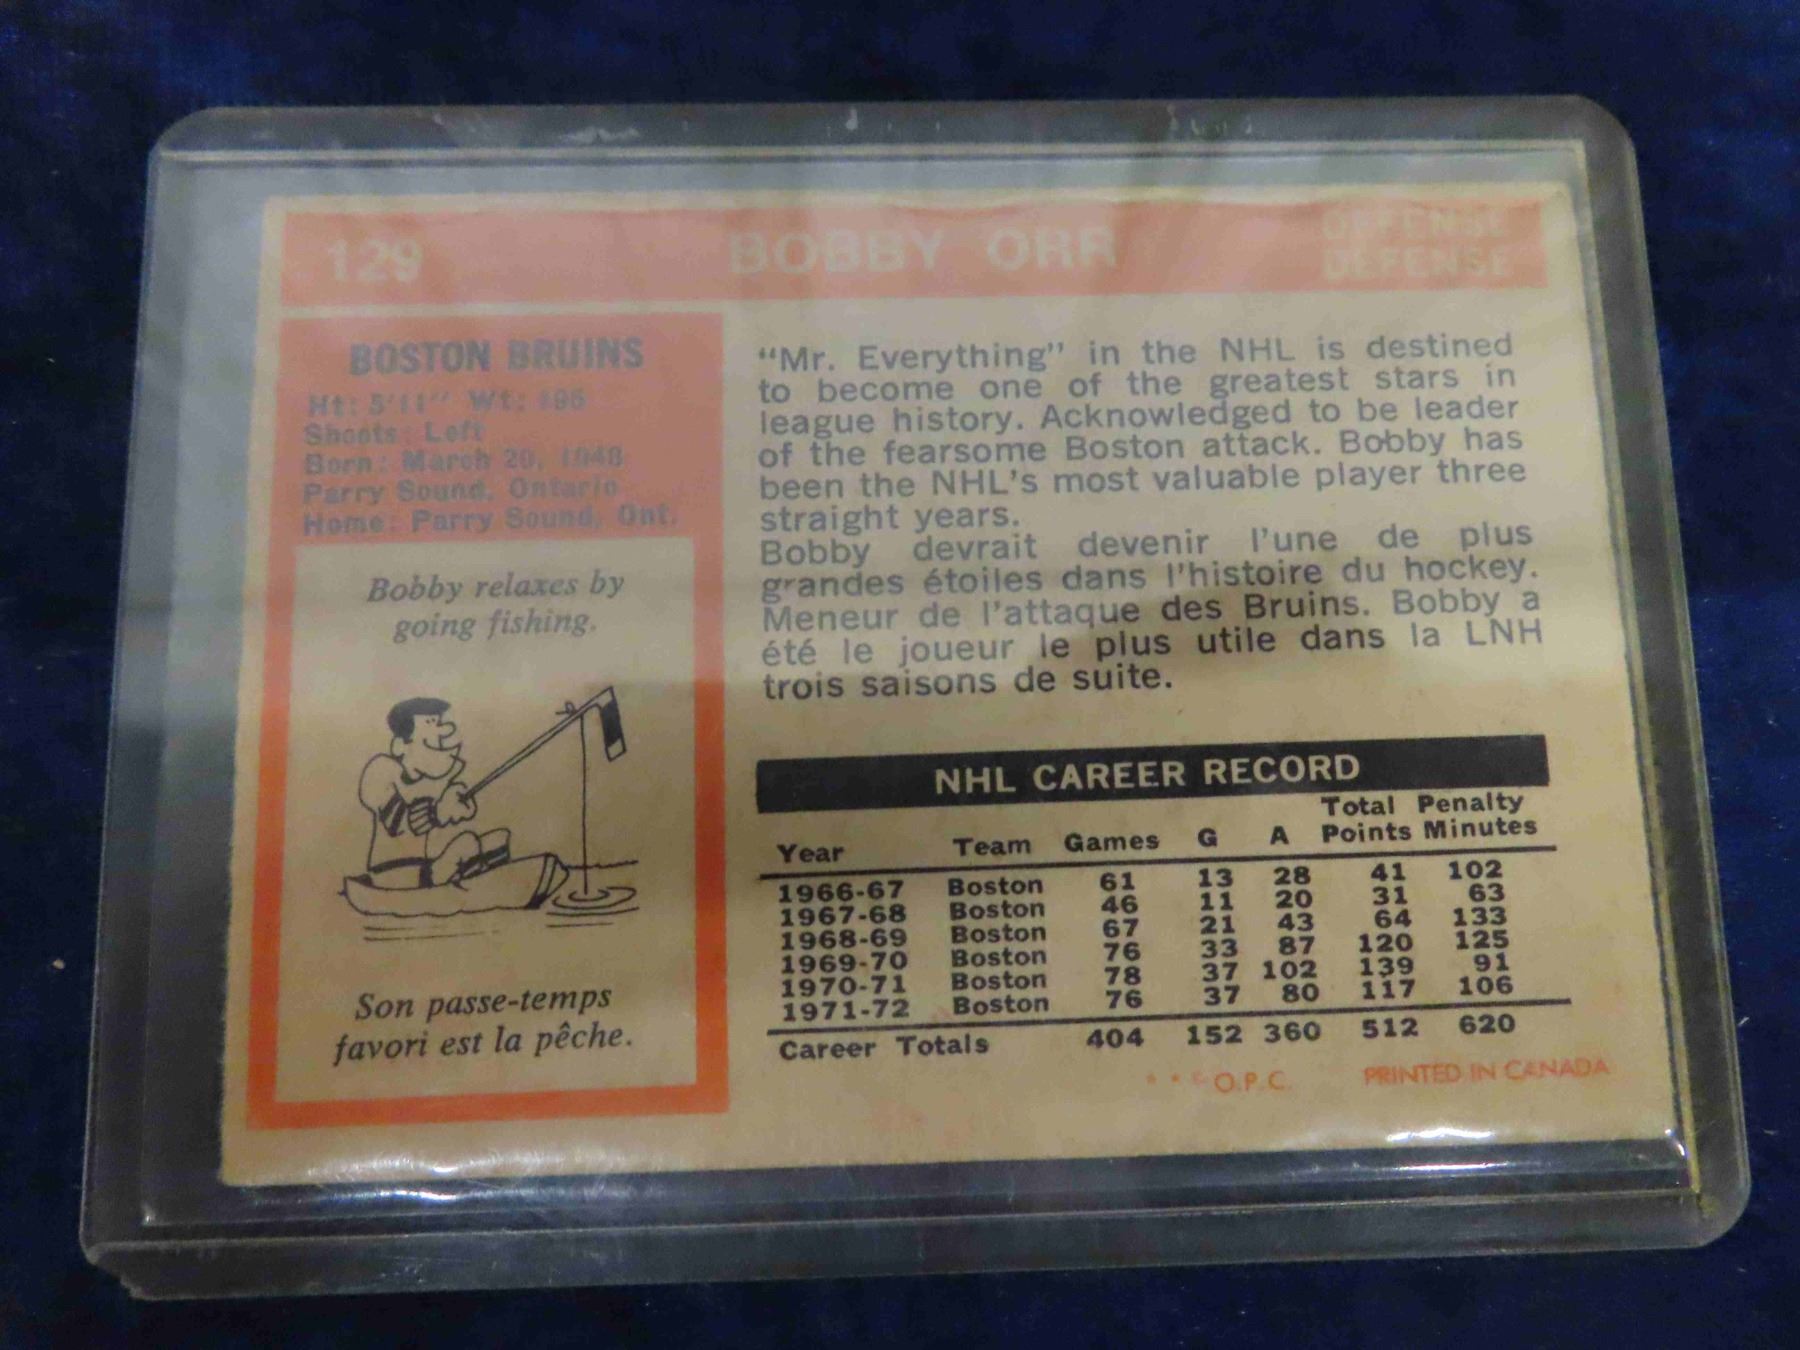 129 BOBBY ORR DEFENSE
DEFENSE
BOSTON BRUINS
Ht: 5'11" Wt: 195
Shoots: Left
Born: March 20, 1948
Parry Sound, Ontario
Home: Parry Sound, Ont.
Bobby relaxes by
going fishing.
Son passe-temps
favori est la pêche.
"Mr. Everything" in the NHL is destined
to become one of the greatest stars in
league history. Acknowledged to be leader
of the fearsome Boston attack. Bobby has
been the NHL's most valuable player three
straight years.
Bobby devrait devenir l'une de plus
grandes étoiles dans l'histoire du hockey.
Meneur de l'attaque des Bruins. Bobby a
été le joueur le plus utile dans la LNH
trois saisons de suite.
NHL CAREER RECORD
Year Team Games G A Total Points Penalty Minutes
1966-67 Boston 61 13 28 41 102
1967-68 Boston 46 11 20 31 63
1968-69 Boston 67 21 43 64 133
1969-70 Boston 76 33 87 120 125
1970-71 Boston 78 37 102 139 91
1971-72 Boston 76 37 80 117 106
Career Totals 404 152 360 512 620
* * © O.P.C. PRINTED IN CANADA